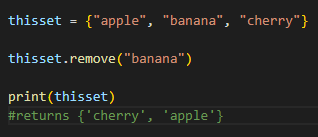 thisset = {"apple", "banana", "cherry"}
thisset.remove("banana")
print(thisset)
#returns {'cherry', 'apple'}